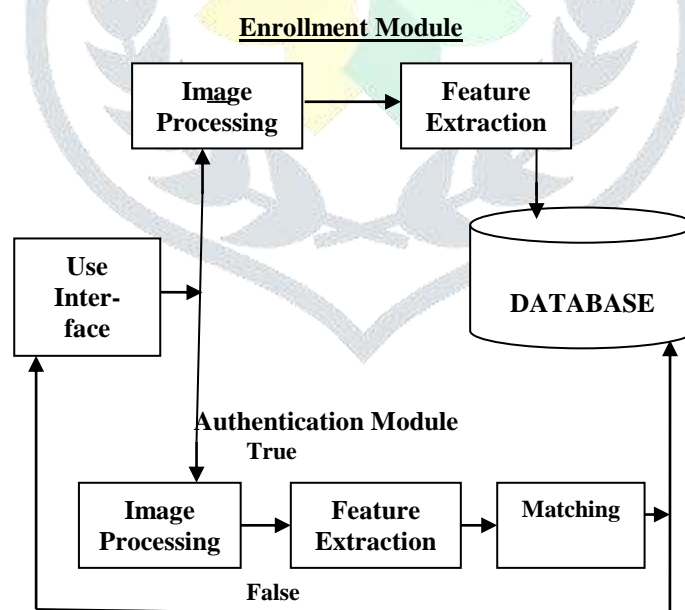 Enrollment Module
Image
Processing
Feature
Extraction
Use
Inter-
face
DATABASE
Authentication Module
True
Image
Processing
Feature
Extraction
Matching
False